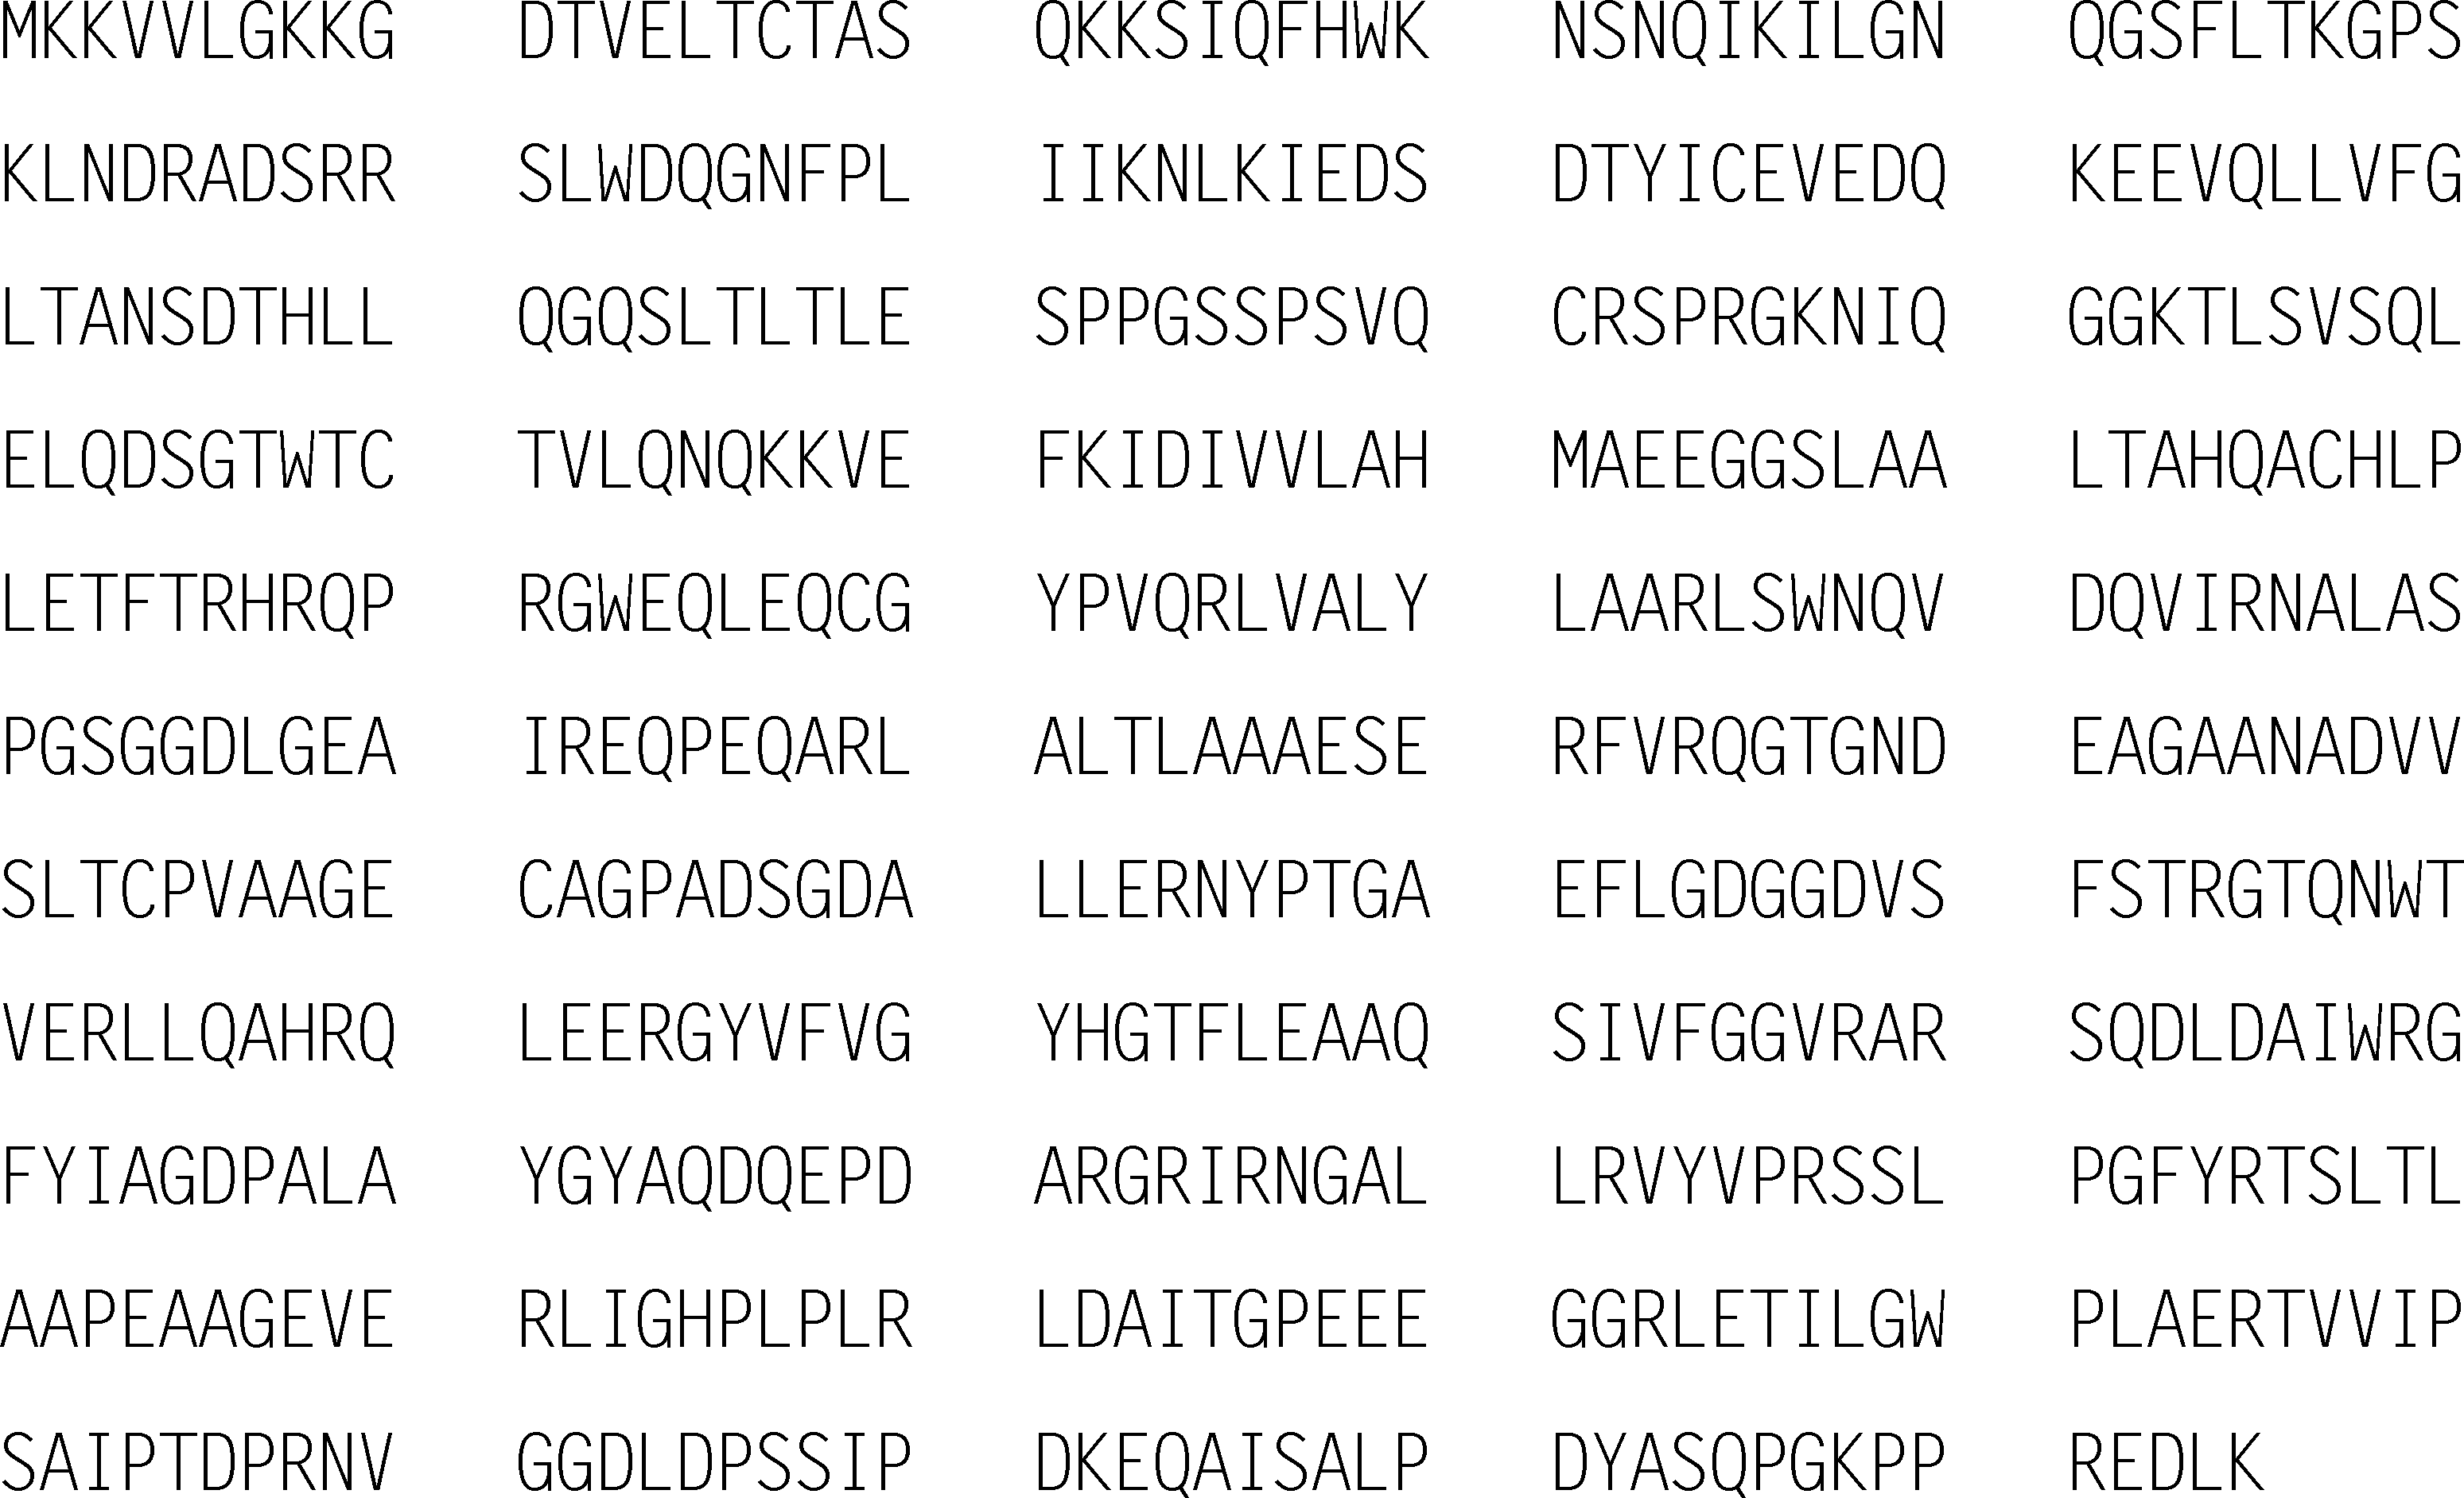 MKKVVLGKKG DTVELTCTAS QKKSIQFHWK NSNQIKILGN QGSFLTKGPS
KLNDRADSRR SLWDQGNFPL IIKNLKIEDS DTYICEVEDQ KEEVQLLVFG
LTANSDTHLL QGQSLTLTLE SPPGSSPSVQ CRSPRGKNIQ GGKTLSVSQL
ELQDSGTWTC TVLQNQKKVE FKIDIVVLAH MAEEGGSLAA LTAHQACHLP
LETFTRHRQP RGWEQLEQCG YPVQRLVALY LAARLSWNQV DQVIRNALAS
PGSGGDLGEA IREQPEQARL ALTLAAAESE RFVRQGTGND EAGAANADVV
SLTCPVAAGE CAGPADSGDA LLERNYPTGA EFLGDGGDVS FSTRGTQNWT
VERLLQAHRQ LEERGYVFVG YHGTFLEAAQ SIVFGGVRAR SQDLDAIWRG
FYIAGDPALA YGYAQDQEPD ARGRIRNGAL LRVYVPRSSL PGFYRTSLTL
AAPEAAGEVE RLIGHPLPLR LDAITGPEEE GGRLETILGW PLAERTVVIP
SAIPTDPRNV GGDLDPSSIP DKEQAISALP DYASQPGKPP REDLK